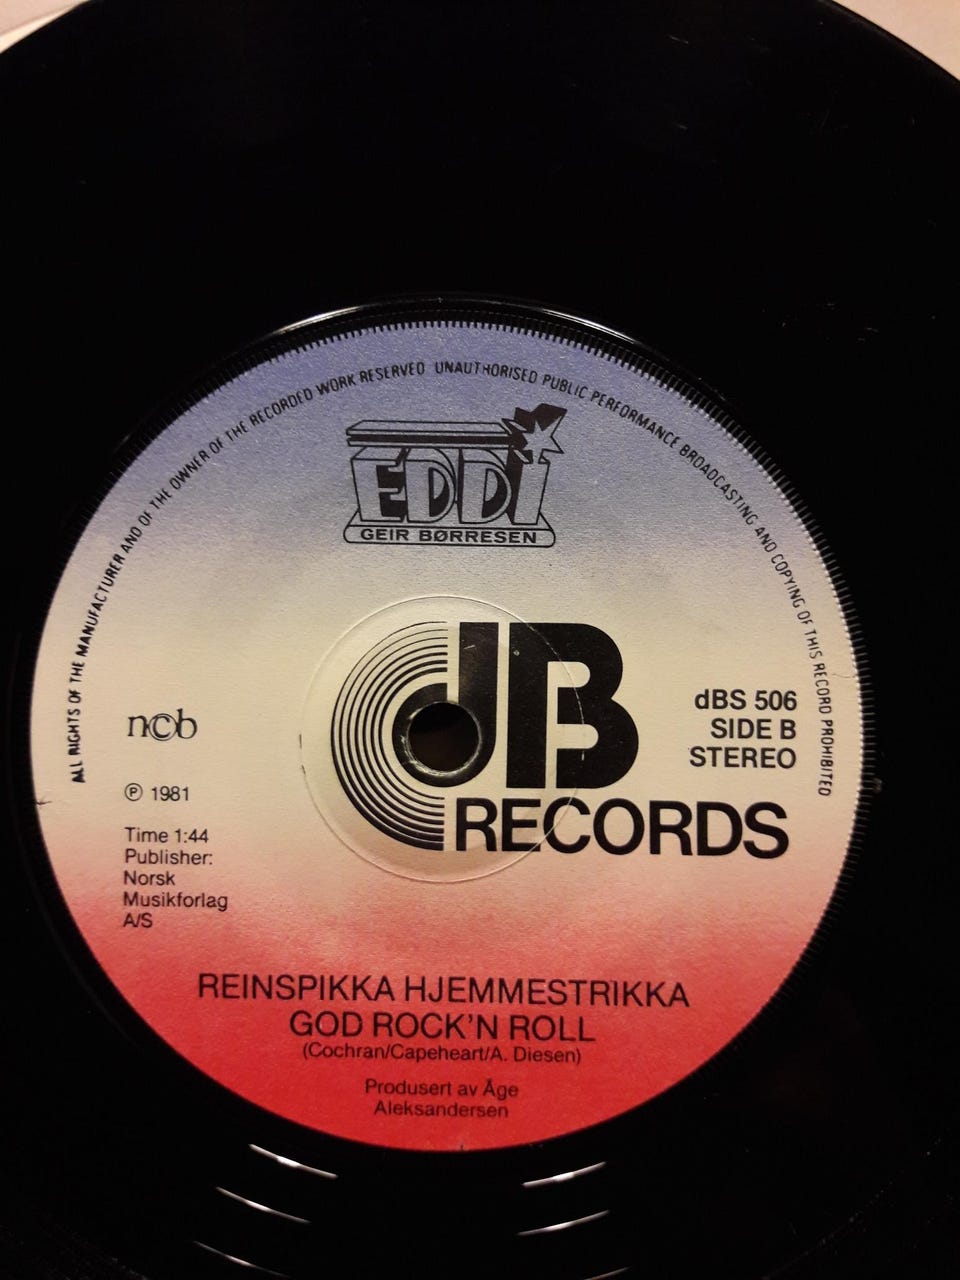 ALL RIGHTS OF THE MANUFACTURER AND OF THE OWNER OF THE RECORDED WORK RESERVED UNAUTHORISED PUBLIC PERFORMANCE BROADCASTING AND COPYING OF THIS RECORD PROHIBITED
EDDI
GEIR BØRRESEN
dB
RECORDS
dBS 506
SIDE B
STEREO
n©b
℗ 1981
Time 1:44
Publisher:
Norsk
Musikforlag
A/S
REINSPIKKA HJEMMESTRIKKA
GOD ROCK'N ROLL
(Cochran/Capeheart/A. Diesen)
Produsert av Åge
Aleksandersen